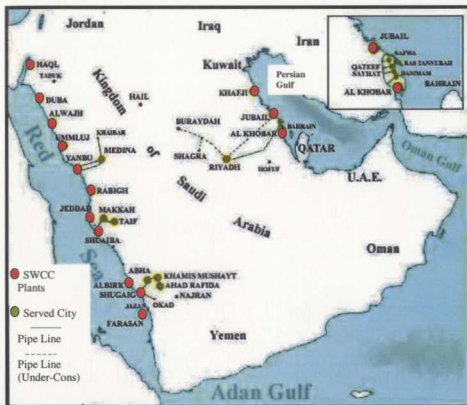 Jordan
Iraq
Iran
Kuwait
Persian
Gulf
JUBAIL
SAFWA
RAS TANYURAH
QATEEF
SAYHAT
DAMMAM
AL KHOBAR
BAHRAIN
HAQL
TABUK
DUBA
ALWAJH
UMMLUJ
YANBU
KHAIBAR
MEDINA
HAIL
Kingdom
of
Saudi
Arabia
KHAFJI
BURAYDAH
JUBAIL
AL KHOBAR
BAHRAIN
SHAGRA
RIYADH
HOFUF
QATAR
U.A.E.
Oman Gulf
Oman
Red
Sea
RABIGH
JEDDAH
MAKKAH
TAIF
SHUAIBA
ABHA
KHAMIS MUSHAYT
AHAD RAFIDA
ALBIRK
SHUGAIG
NAJRAN
OKAD
JAZAN
FARASAN
Yemen
Adan Gulf
SWCC
Plants
Served City
Pipe Line
Pipe Line
(Under-Cons)